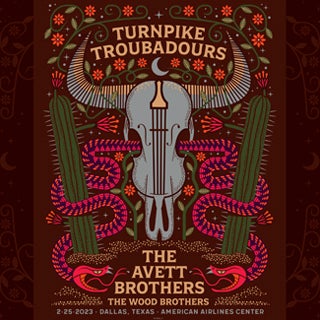 TURNPIKE
TROUBADOURS
THE
AVETT
BROTHERS
THE WOOD BROTHERS
2-25-2023 · DALLAS, TEXAS · AMERICAN AIRLINES CENTER